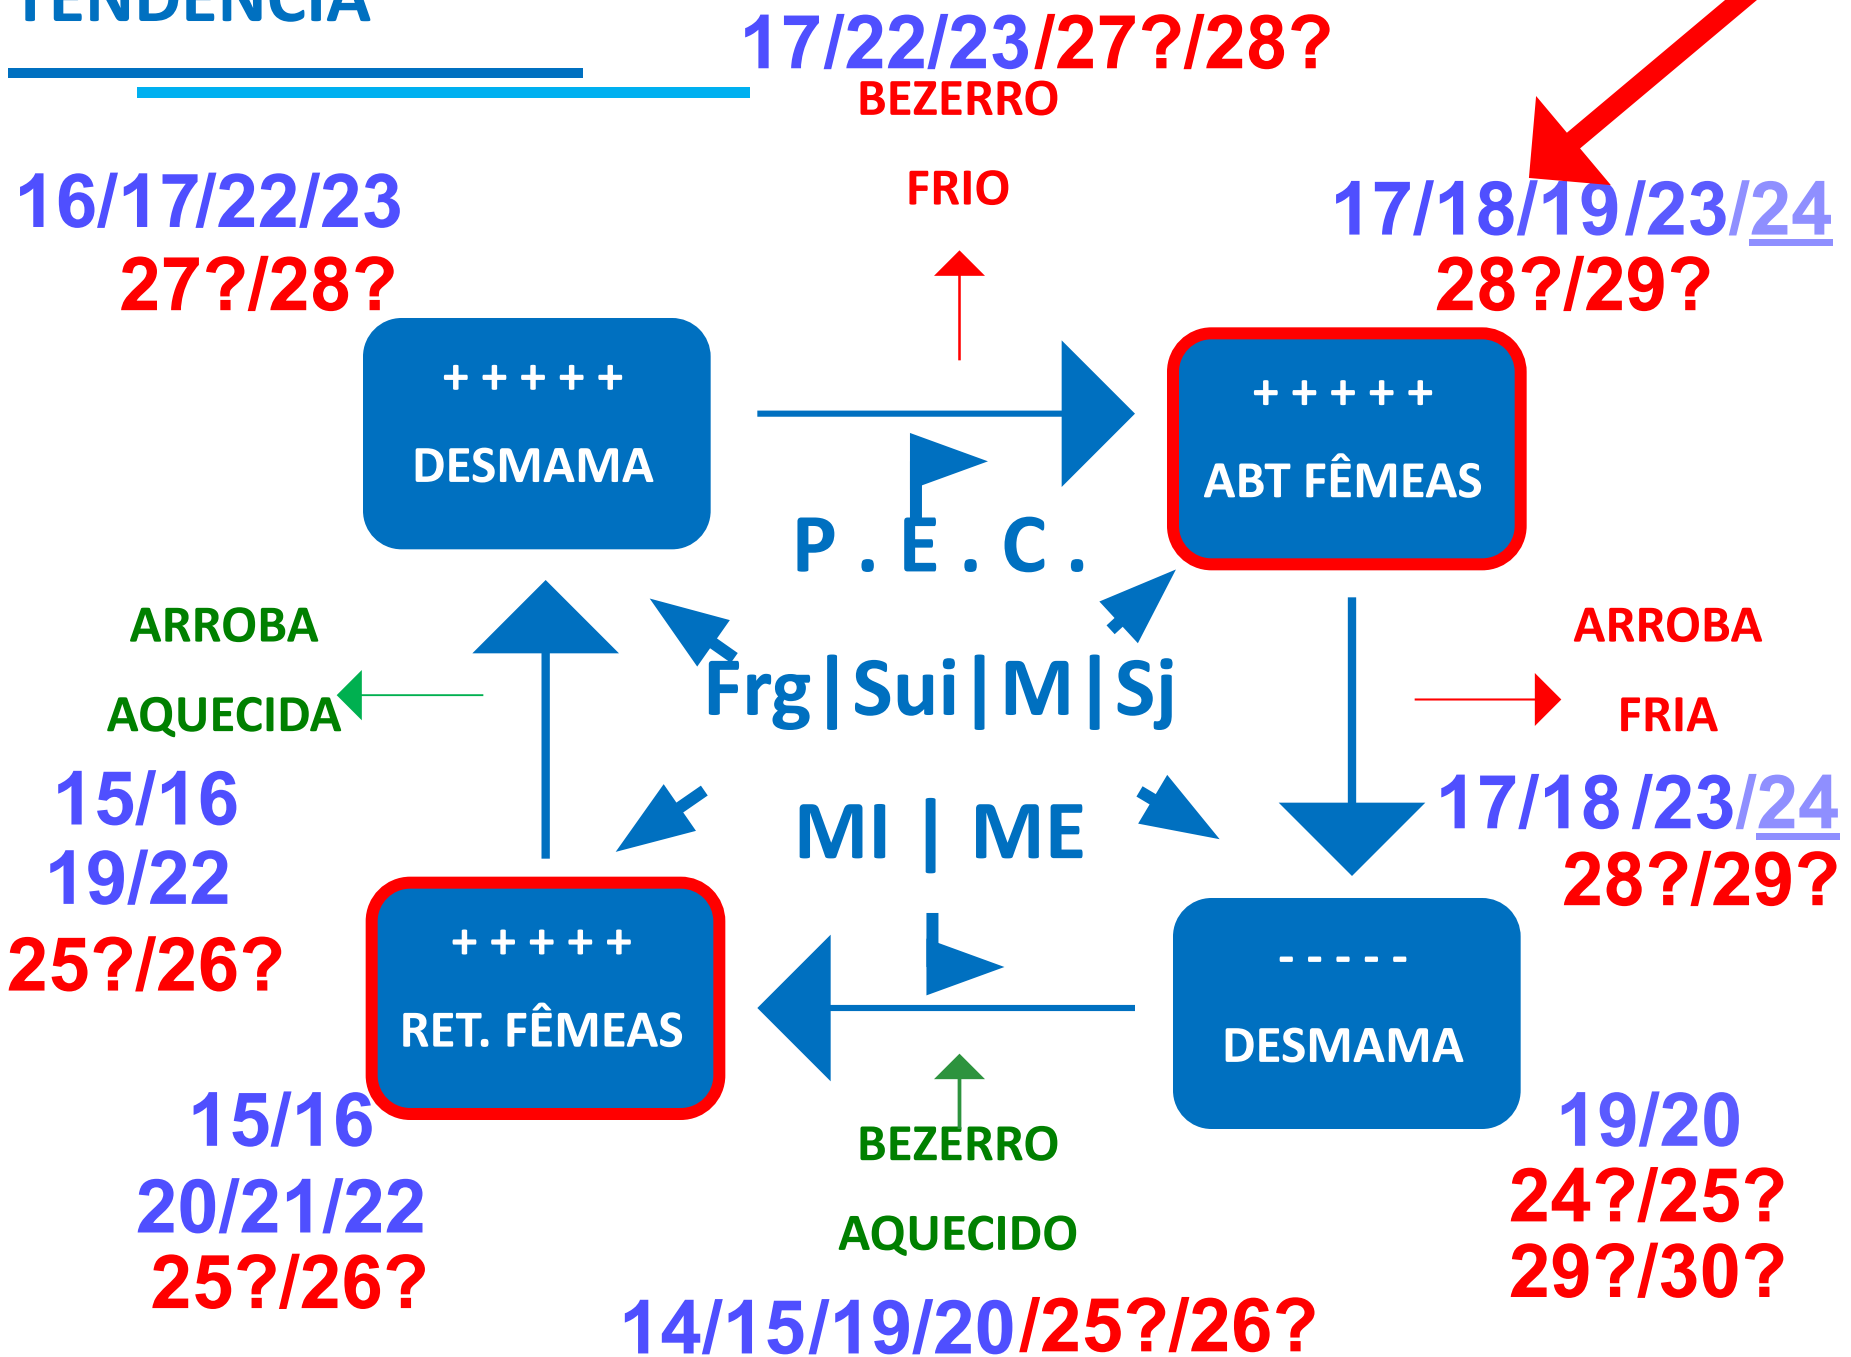 TENDÊNCIA
17/22/23/27?/28?
BEZERRO
FRIO
16/17/22/23
27?/28?
17/18/19/23/24
28?/29?
+ + + + +
DESMAMA
+ + + + +
ABT FÊMEAS
P . E . C .
ARROBA
AQUECIDA
Frg|Sui|M|Sj
ARROBA
FRIA
15/16
19/22
25?/26?
MI | ME
17/18/23/24
28?/29?
+ + + + +
RET. FÊMEAS
- - - - -
DESMAMA
15/16
20/21/22
25?/26?
BEZERRO
AQUECIDO
19/20
24?/25?
29?/30?
14/15/19/20/25?/26?